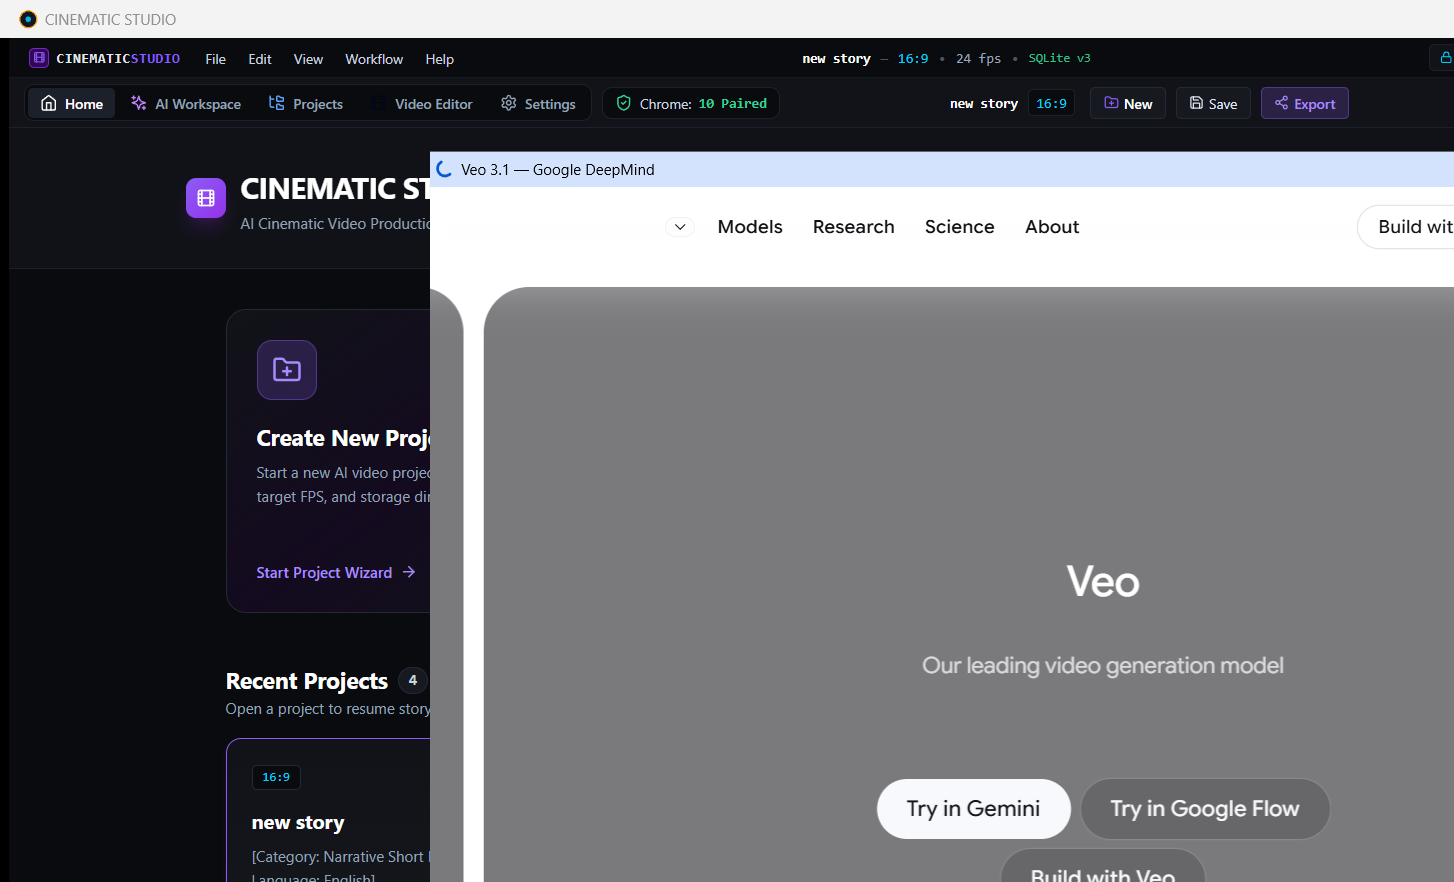 CINEMATIC STUDIO
CINEMATICSTUDIO File Edit View Workflow Help new story — 16:9 • 24 fps • SQLite v3
Home AI Workspace Projects Video Editor Settings Chrome: 10 Paired new story 16:9 New Save Export
Veo 3.1 — Google DeepMind
CINEMATIC ST
AI Cinematic Video Productio
Models Research Science About Build wit
Create New Proje
Start a new AI video projec
target FPS, and storage dir
Start Project Wizard
Veo
Our leading video generation model
Recent Projects 4
Open a project to resume story
16:9
new story
[Category: Narrative Short
Language: English]
Try in Gemini Try in Google Flow
Build with Veo